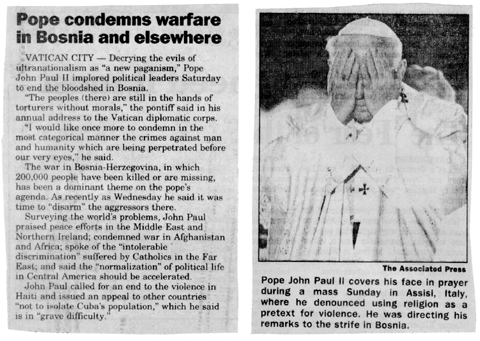 Pope condemns warfare
in Bosnia and elsewhere
VATICAN CITY — Decrying the evils of
ultranationalism as “a new paganism,” Pope
John Paul II implored political leaders Saturday
to end the bloodshed in Bosnia.
“The peoples (there) are still in the hands of
torturers without morals,” the pontiff said in his
annual address to the Vatican diplomatic corps.
“I would like once more to condemn in the
most categorical manner the crimes against man
and humanity which are being perpetrated before
our very eyes,” he said.
The war in Bosnia-Herzegovina, in which
200,000 people have been killed or are missing,
has been a dominant theme on the pope's
agenda. As recently as Wednesday he said it was
time to “disarm” the aggressors there.
Surveying the world's problems, John Paul
praised peace efforts in the Middle East and
Northern Ireland; condemned war in Afghanistan
and Africa; spoke of the “intolerable
discrimination” suffered by Catholics in the Far
East; and said the “normalization” of political life
in Central America should be accelerated.
John Paul called for an end to the violence in
Haiti and issued an appeal to other countries
“not to isolate Cuba's population,” which he said
is in “grave difficulty.”
The Associated Press
Pope John Paul II covers his face in prayer
during a mass Sunday in Assisi, Italy,
where he denounced using religion as a
pretext for violence. He was directing his
remarks to the strife in Bosnia.